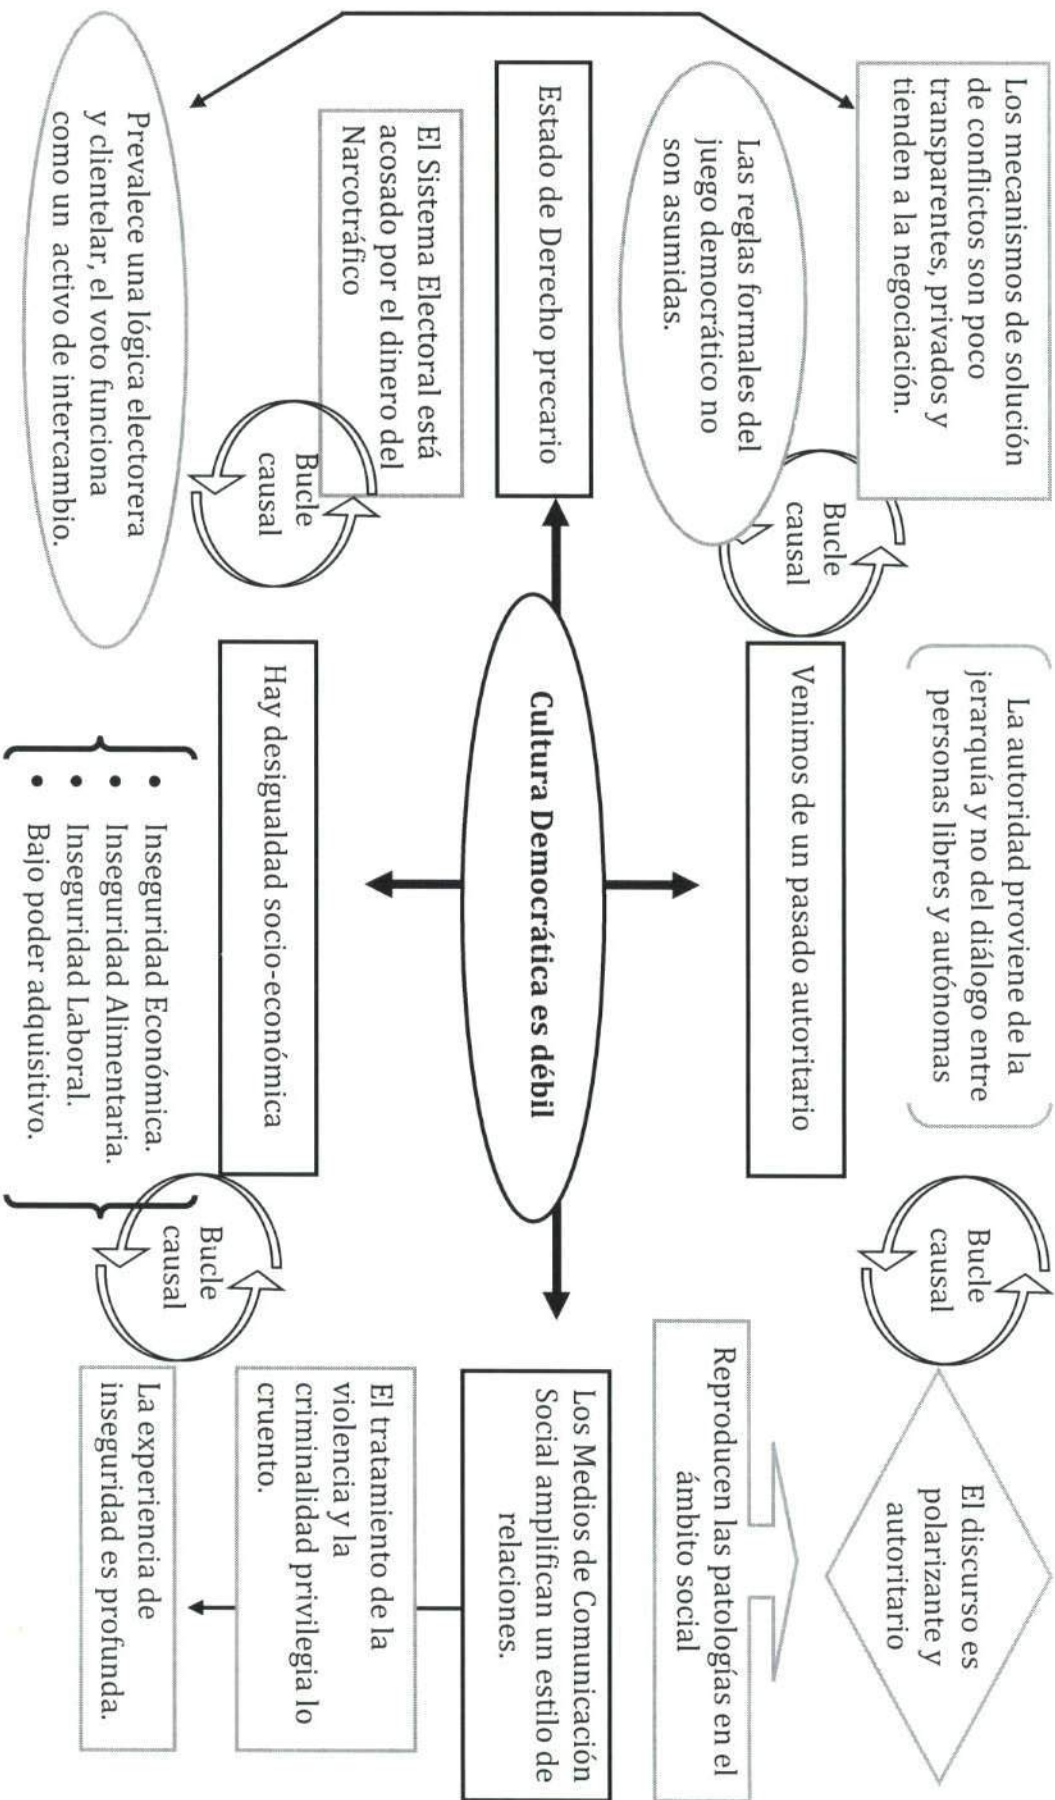 Los mecanismos de solución
de conflictos son poco
transparentes, privados y
tienden a la negociación.
La autoridad proviene de la
jerarquía y no del diálogo entre
personas libres y autónomas
Bucle
causal
El discurso es
polarizante y
autoritario
Las reglas formales del
juego democrático no
son asumidas.
Bucle
causal
Venimos de un pasado autoritario
Reproducen las patologías en el
ámbito social
Estado de Derecho precario
Cultura Democrática es débil
Los Medios de Comunicación
Social amplifican un estilo de
relaciones.
El Sistema Electoral está
acosado por el dinero del
Narcotráfico
Bucle
causal
Hay desigualdad socio-económica
El tratamiento de la
violencia y la
criminalidad privilegia lo
cruento.
Prevalece una lógica electorera
y clientelar, el voto funciona
como un activo de intercambio.
• Inseguridad Económica.
• Inseguridad Alimentaria.
• Inseguridad Laboral.
• Bajo poder adquisitivo.
Bucle
causal
La experiencia de
inseguridad es profunda.